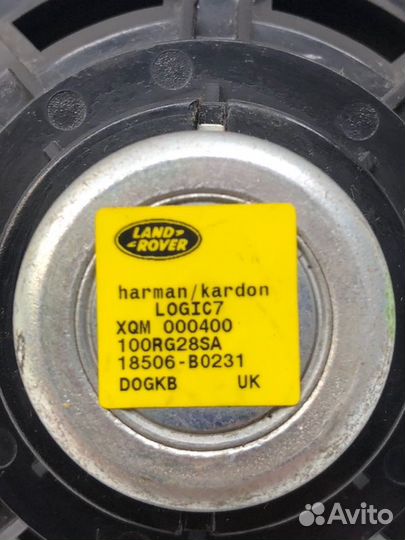 LAND
ROVER
harman/kardon
LOGIC7
XQM 000400
100RG28SA
18506-B0231
DOGKB UK
Avito